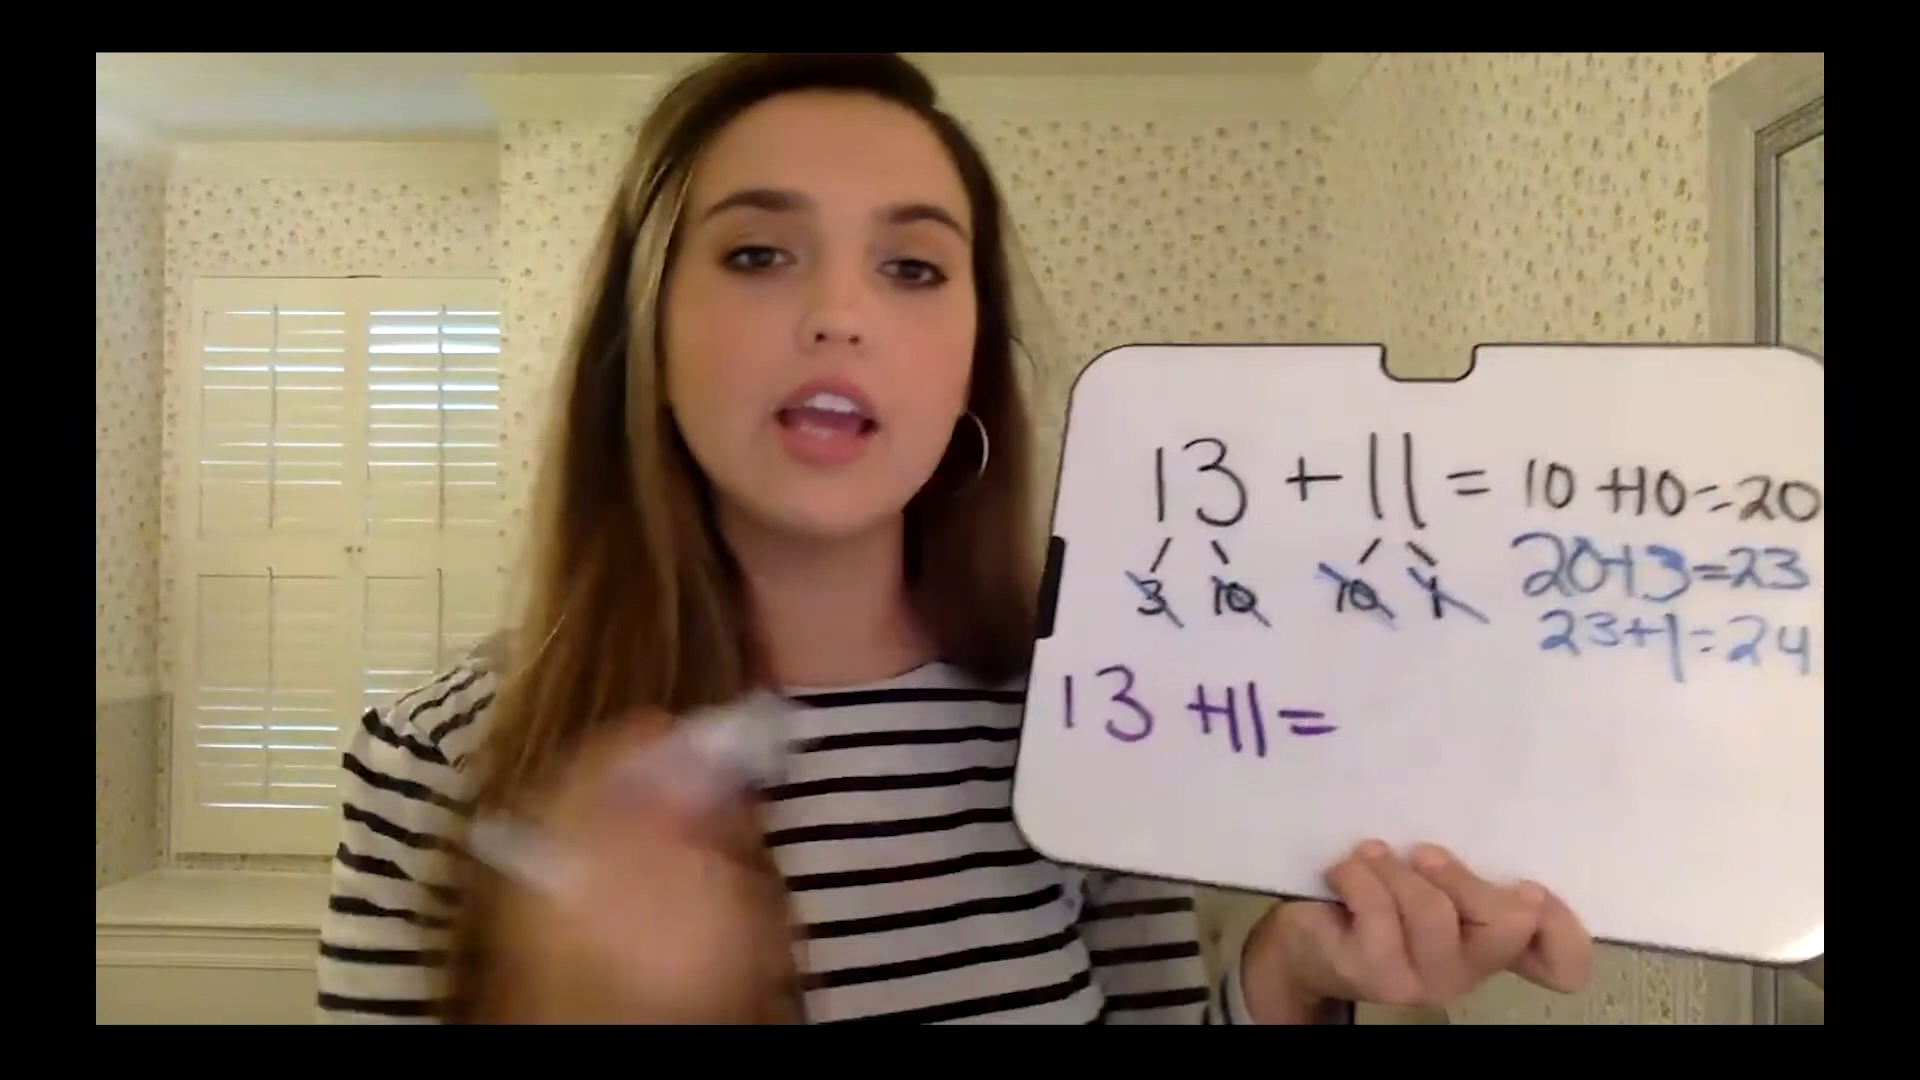 13 + 11 = 10 + 10 = 20
3 10 10 1 20 + 3 = 23
23 + 1 = 24
13 + 11 =